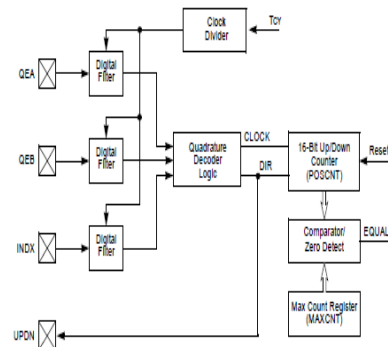 Clock
Divider
TCY
QEA
Digital
Filter
QEB
Digital
Filter
Quadrature
Decoder
Logic
CLOCK
DIR
16-Bit Up/Down
Counter
(POSCNT)
Reset
Comparator/
Zero Detect
EQUAL
INDX
Digital
Filter
Max Count Register
(MAXCNT)
UPDN